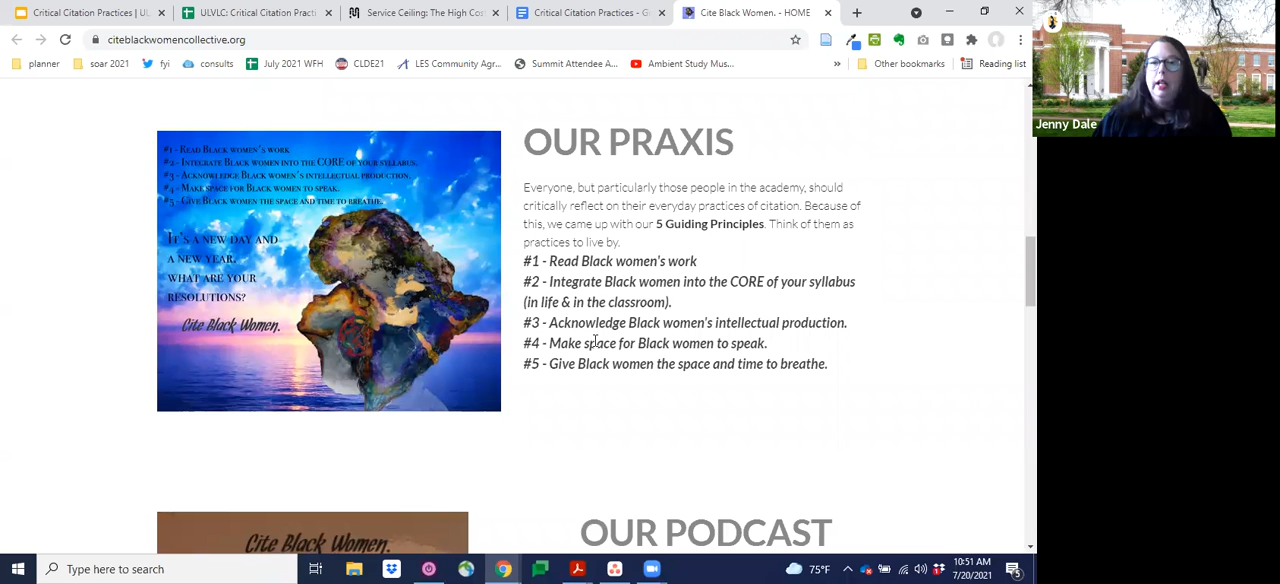 Critical Citation Practices | UL
ULVLC: Critical Citation Practi
Service Ceiling: The High Cos
Critical Citation Practices - G
Cite Black Women. - HOME
citeblackwomencollective.org
planner
soar 2021
fyi
consults
July 2021 WFH
CLDE21
LES Community Agr...
Summit Attendee A...
Ambient Study Mus...
»
Other bookmarks
Reading list
Jenny Dale
#1 - Read Black women's work
#2 - Integrate Black women into the CORE of your syllabus.
#3 - Acknowledge Black women's intellectual production.
#4 - Make space for Black women to speak.
#5 - Give Black women the space and time to breathe.
It's a new day and
a new year,
what are your
resolutions?
Cite Black Women.
OUR PRAXIS
Everyone, but particularly those people in the academy, should
critically reflect on their everyday practices of citation. Because of
this, we came up with our 5 Guiding Principles. Think of them as
practices to live by.
#1 - Read Black women's work
#2 - Integrate Black women into the CORE of your syllabus
(in life & in the classroom).
#3 - Acknowledge Black women's intellectual production.
#4 - Make space for Black women to speak.
#5 - Give Black women the space and time to breathe.
Cite Black Women.
OUR PODCAST
Type here to search
75°F
10:51 AM
7/20/2021
5